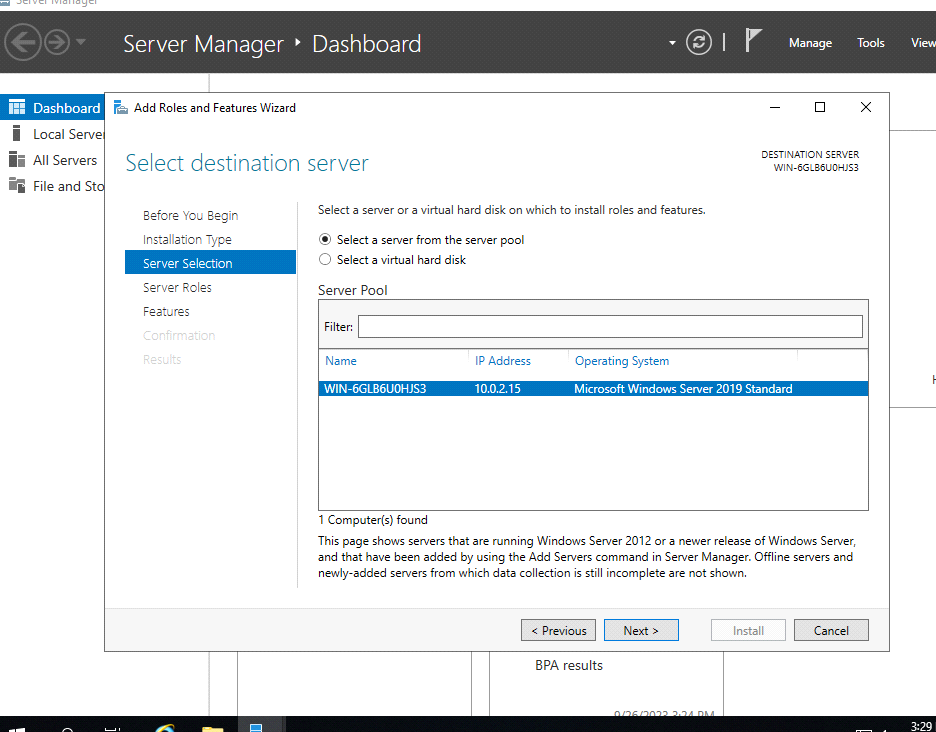 Server Manager
Server Manager ‣ Dashboard
Manage Tools View
Dashboard
Local Server
All Servers
File and Sto
Add Roles and Features Wizard
Select destination server
DESTINATION SERVER
WIN-6GLB6U0HJS3
Before You Begin
Installation Type
Server Selection
Server Roles
Features
Confirmation
Results
Select a server or a virtual hard disk on which to install roles and features.
Select a server from the server pool
Select a virtual hard disk
Server Pool
Filter:
Name IP Address Operating System
WIN-6GLB6U0HJS3 10.0.2.15 Microsoft Windows Server 2019 Standard
1 Computer(s) found
This page shows servers that are running Windows Server 2012 or a newer release of Windows Server,
and that have been added by using the Add Servers command in Server Manager. Offline servers and
newly-added servers from which data collection is still incomplete are not shown.
< Previous Next > Install Cancel
BPA results
9/26/2023 3:24 PM
3:29